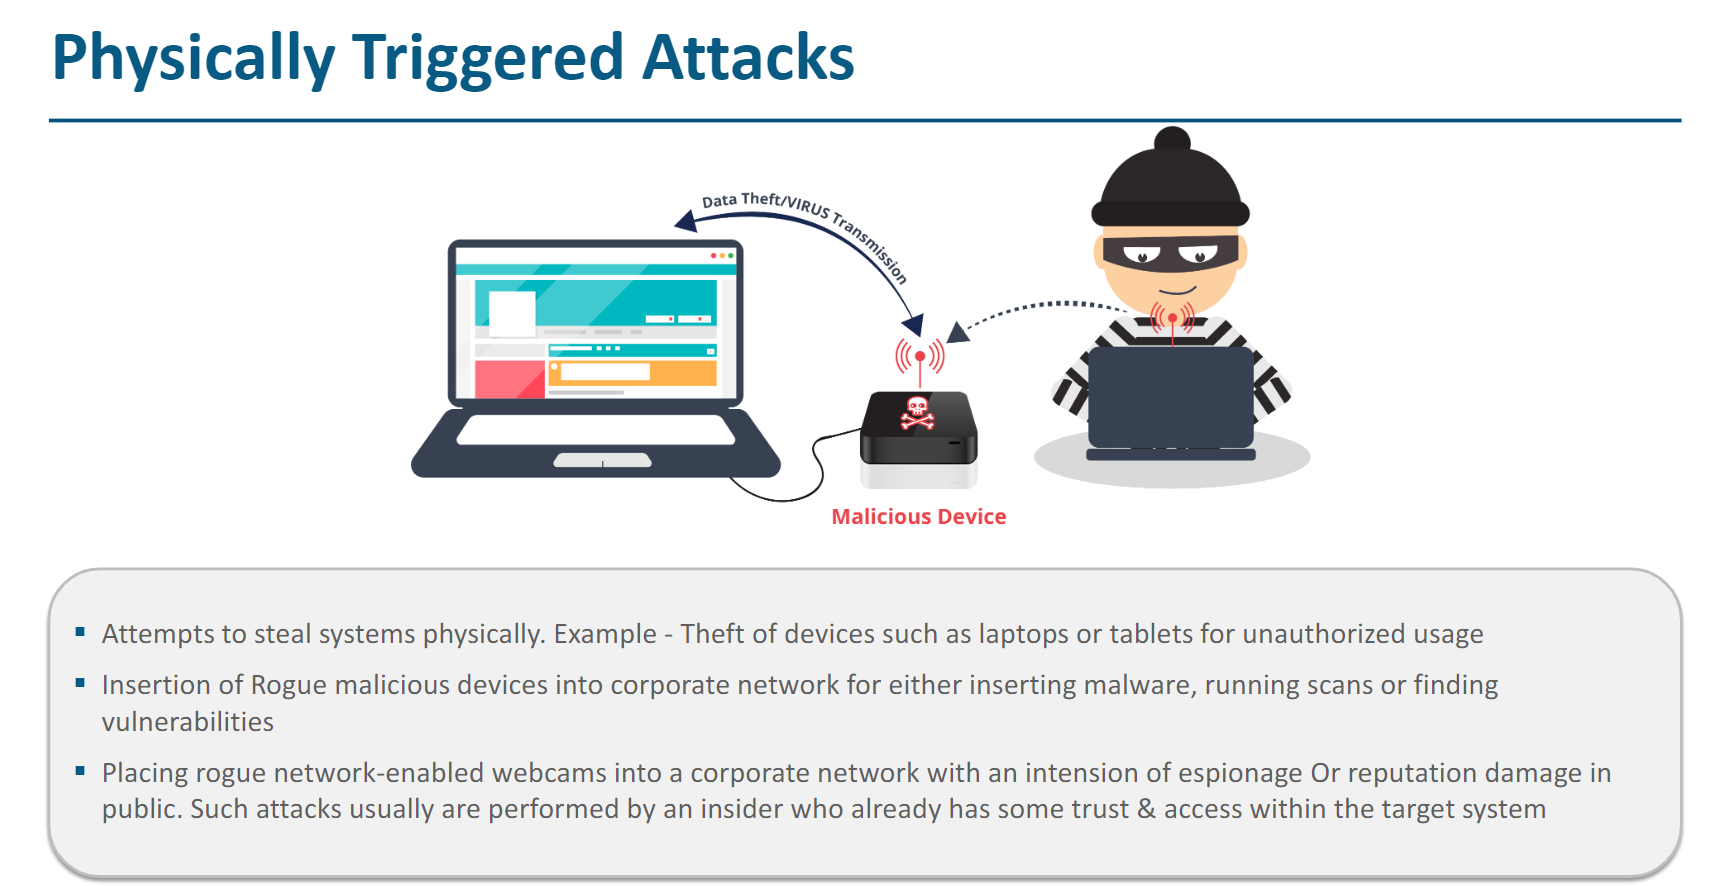 Physically Triggered Attacks
Data Theft/VIRUS Transmission
Malicious Device
Attempts to steal systems physically. Example - Theft of devices such as laptops or tablets for unauthorized usage
Insertion of Rogue malicious devices into corporate network for either inserting malware, running scans or finding
vulnerabilities
Placing rogue network-enabled webcams into a corporate network with an intension of espionage Or reputation damage in
public. Such attacks usually are performed by an insider who already has some trust & access within the target system